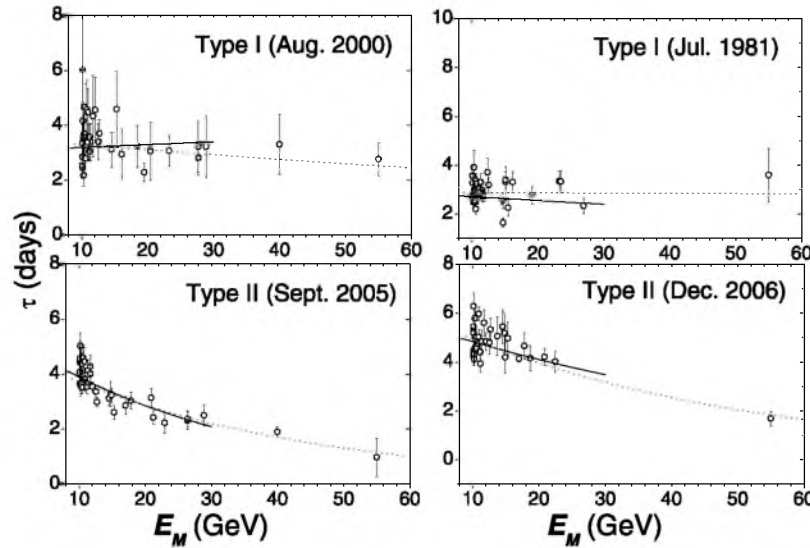 Type I (Aug. 2000)
8
6
4
2
0
10 20 30 40 50 60
Type I (Jul. 1981)
10
8
6
4
2
10 20 30 40 50 60
τ (days)
Type II (Sept. 2005)
8
6
4
2
0
10 20 30 40 50 60
E_M (GeV)
Type II (Dec. 2006)
8
6
4
2
0
10 20 30 40 50 60
E_M (GeV)